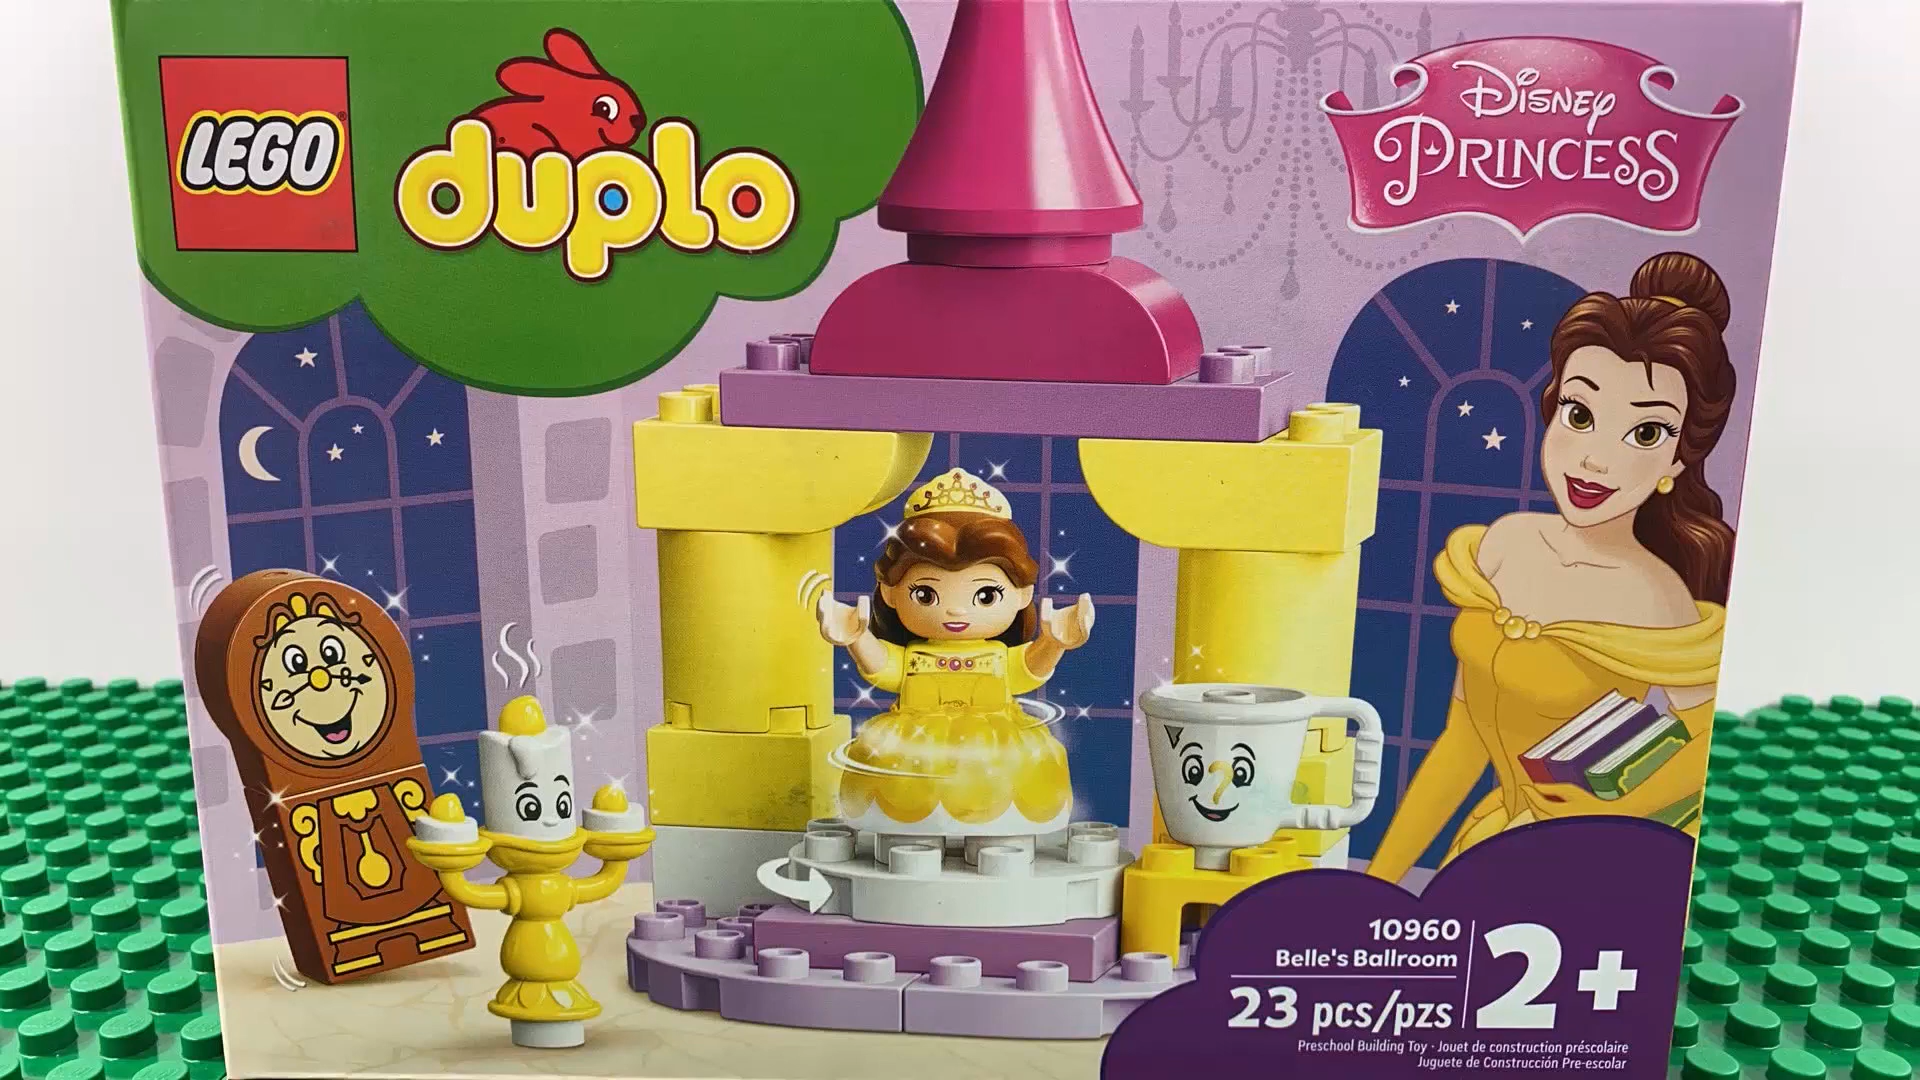 LEGO
duplo
Disney
PRINCESS
10960
Belle's Ballroom
23 pcs/pzs
2+
Preschool Building Toy · Jouet de construction préscolaire
Juguete de Construcción Pre-escolar